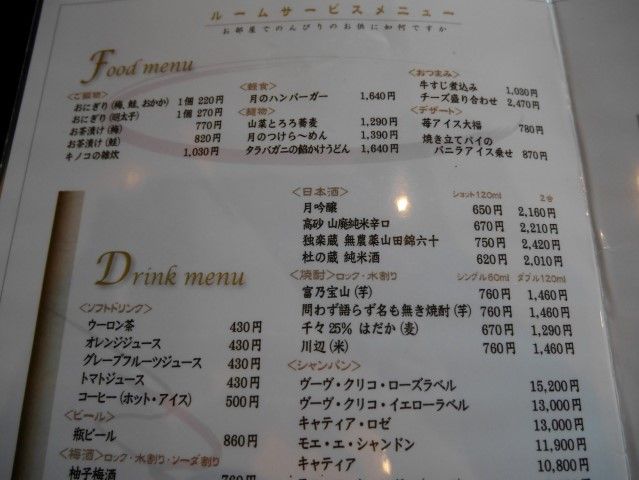 ルームサービスメニュー
お部屋でのんびりのお供に如何ですか
Food menu
<ご飯物>
おにぎり(梅、鮭、おかか) 1個 220円
おにぎり(明太子) 1個 270円
お茶漬け(梅) 770円
お茶漬け(鮭) 820円
キノコの雑炊 1,030円
<軽食>
月のハンバーガー 1,640円
<麺物>
山菜とろろ蕎麦 1,290円
月のつけら~めん 1,390円
タラバガニの餡かけうどん 1,640円
<おつまみ>
牛すじ煮込み 1,030円
チーズ盛り合わせ 2,470円
<デザート>
苺アイス大福 780円
焼き立てパイの
バニラアイス乗せ 870円
Drink menu
<ソフトドリンク>
ウーロン茶 430円
オレンジジュース 430円
グレープフルーツジュース 430円
トマトジュース 430円
コーヒー(ホット・アイス) 500円
<ビール>
瓶ビール 860円
<梅酒>ロック・水割り・ソーダ割り
柚子梅酒 760円
<日本酒> ショット120ml 2合
月吟醸 650円 2,160円
高砂 山廃純米辛口 670円 2,210円
独楽蔵 無農薬山田錦六十 750円 2,420円
杜の蔵 純米酒 620円 2,010円
<焼酎>ロック・水割り シングル60ml ダブル120ml
富乃宝山(芋) 760円 1,460円
問わず語らず名も無き焼酎(芋) 760円 1,460円
千々25% はだか(麦) 670円 1,290円
川辺(米) 760円 1,460円
<シャンパン>
ヴーヴ・クリコ・ローズラベル 15,200円
ヴーヴ・クリコ・イエローラベル 13,000円
キャティア・ロゼ 13,000円
モエ・エ・シャンドン 11,900円
キャティア 10,800円